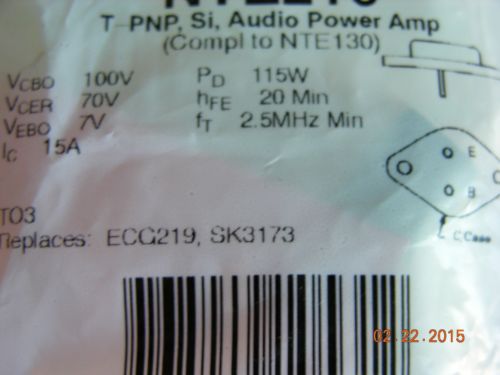 NTE219
T-PNP, Si, Audio Power Amp
(Compl to NTE130)
VCBO 100V PD 115W
VCER 70V hFE 20 Min
VEBO 7V fT 2.5MHz Min
IC 15A
E
B
C Case
TO3
Replaces: ECG219, SK3173
02.22.2015